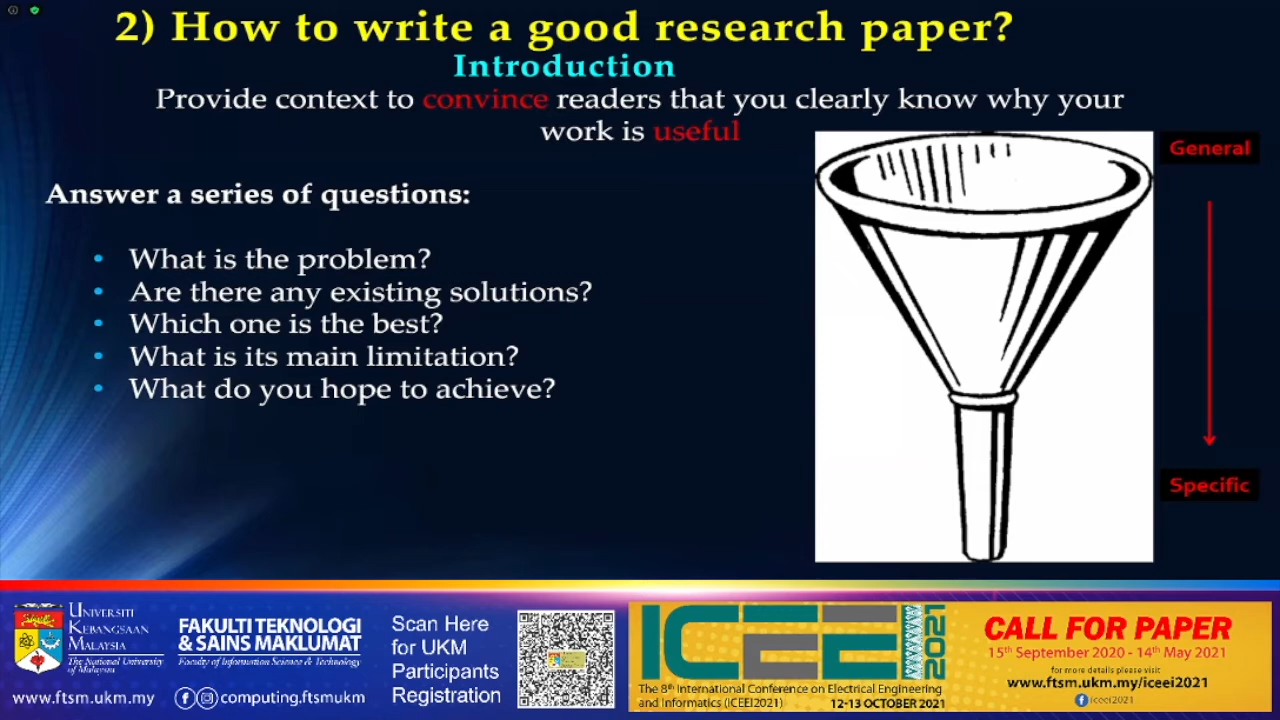 2) How to write a good research paper?
Introduction
Provide context to convince readers that you clearly know why your
work is useful
General
Answer a series of questions:
• What is the problem?
• Are there any existing solutions?
• Which one is the best?
• What is its main limitation?
• What do you hope to achieve?
Specific
UNIVERSITI
KEBANGSAAN
MALAYSIA
The National University
of Malaysia
FAKULTI TEKNOLOGI
& SAINS MAKLUMAT
Faculty of Information Science & Technology
www.ftsm.ukm.my
computing.ftsmukm
Scan Here
for UKM
Participants
Registration
ICEEI
2021
The 8th International Conference on Electrical Engineering
and Informatics (ICEEI2021)
12-13 OCTOBER 2021
CALL FOR PAPER
15th September 2020 - 14th May 2021
for more details please visit
www.ftsm.ukm.my/iceei2021
iceei2021